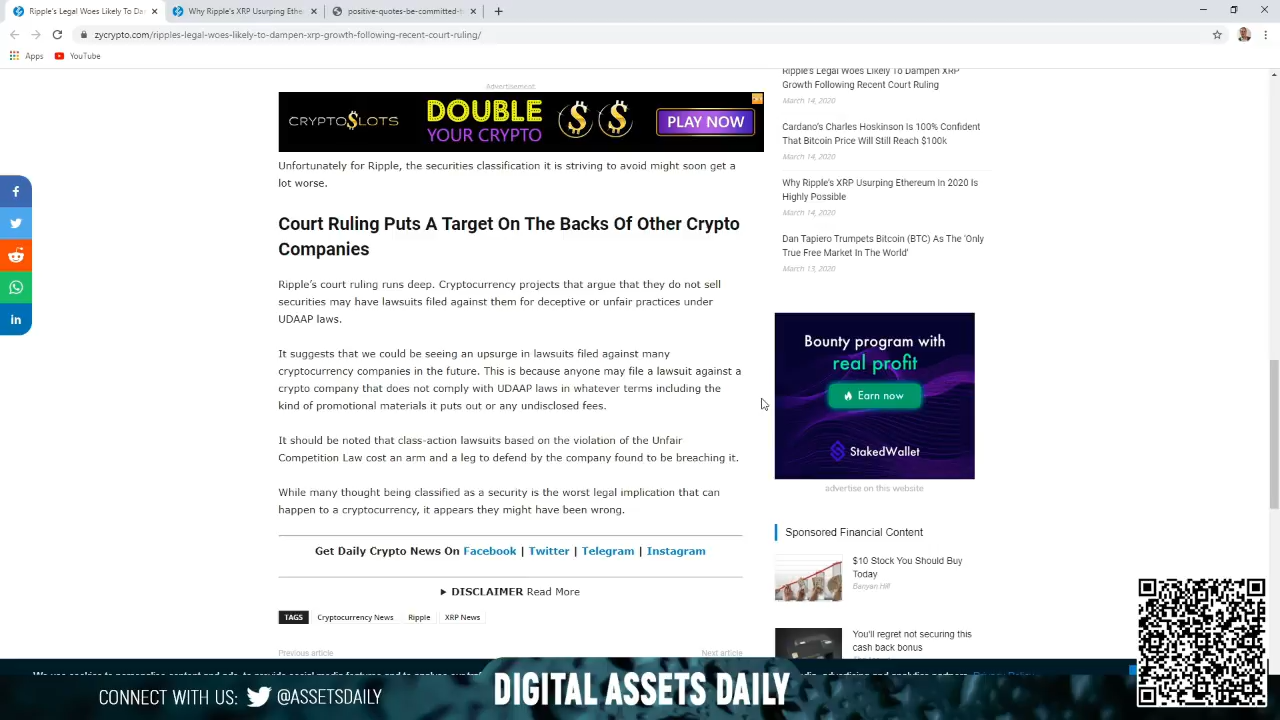 Ripple's Legal Woes Likely To Da
Why Ripple's XRP Usurping Ethe
positive-quotes-be-committed-t
zycrypto.com/ripples-legal-woes-likely-to-dampen-xrp-growth-following-recent-court-ruling/
Apps
YouTube
Advertisement
CRYPTO$LOTS
DOUBLE
YOUR CRYPTO
PLAY NOW
Unfortunately for Ripple, the securities classification it is striving to avoid might soon get a
lot worse.
Court Ruling Puts A Target On The Backs Of Other Crypto
Companies
Ripple's court ruling runs deep. Cryptocurrency projects that argue that they do not sell
securities may have lawsuits filed against them for deceptive or unfair practices under
UDAAP laws.
It suggests that we could be seeing an upsurge in lawsuits filed against many
cryptocurrency companies in the future. This is because anyone may file a lawsuit against a
crypto company that does not comply with UDAAP laws in whatever terms including the
kind of promotional materials it puts out or any undisclosed fees.
It should be noted that class-action lawsuits based on the violation of the Unfair
Competition Law cost an arm and a leg to defend by the company found to be breaching it.
While many thought being classified as a security is the worst legal implication that can
happen to a cryptocurrency, it appears they might have been wrong.
Get Daily Crypto News On Facebook | Twitter | Telegram | Instagram
► DISCLAIMER Read More
TAGS Cryptocurrency News Ripple XRP News
Previous article
Next article
Ripple's Legal Woes Likely To Dampen XRP
Growth Following Recent Court Ruling
March 14, 2020
Cardano's Charles Hoskinson Is 100% Confident
That Bitcoin Price Will Still Reach $100k
March 14, 2020
Why Ripple's XRP Usurping Ethereum In 2020 Is
Highly Possible
March 14, 2020
Dan Tapiero Trumpets Bitcoin (BTC) As The 'Only
True Free Market In The World'
March 13, 2020
Bounty program with
real profit
Earn now
StakedWallet
advertise on this website
Sponsored Financial Content
$10 Stock You Should Buy
Today
Banyan Hill
You'll regret not securing this
cash back bonus
CONNECT WITH US: @ASSETSDAILY
DIGITAL ASSETS DAILY